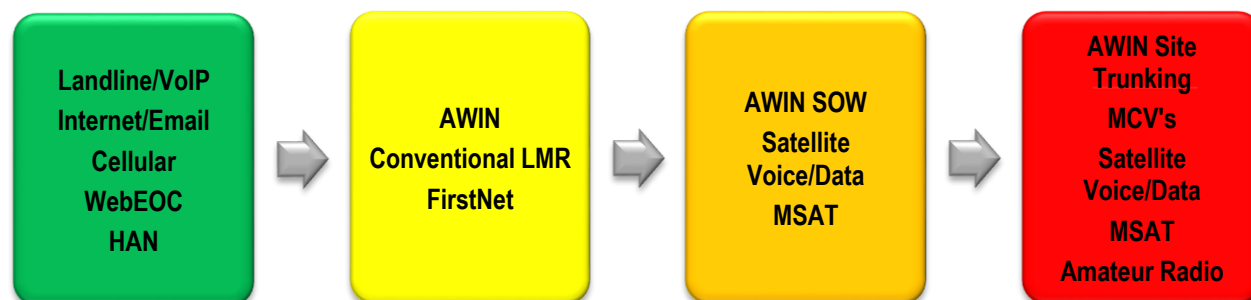 Landline/VoIP
Internet/Email
Cellular
WebEOC
HAN
AWIN
Conventional LMR
FirstNet
AWIN SOW
Satellite
Voice/Data
MSAT
AWIN Site
Trunking
MCV's
Satellite
Voice/Data
MSAT
Amateur Radio